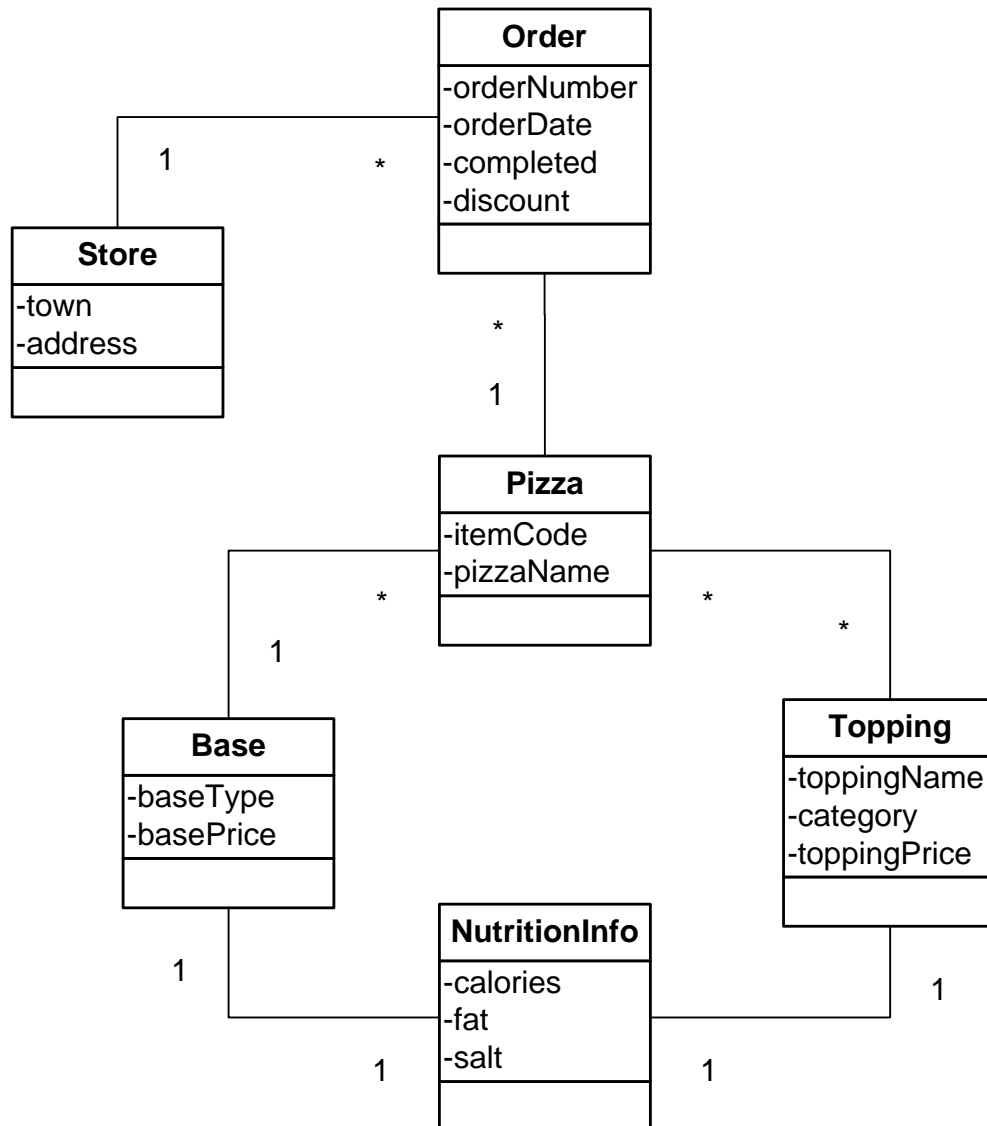 Order
-orderNumber
-orderDate
-completed
-discount
1
*
Store
-town
-address
*
1
Pizza
-itemCode
-pizzaName
*
1
*
*
Base
-baseType
-basePrice
Topping
-toppingName
-category
-toppingPrice
NutritionInfo
-calories
-fat
-salt
1
1
1
1